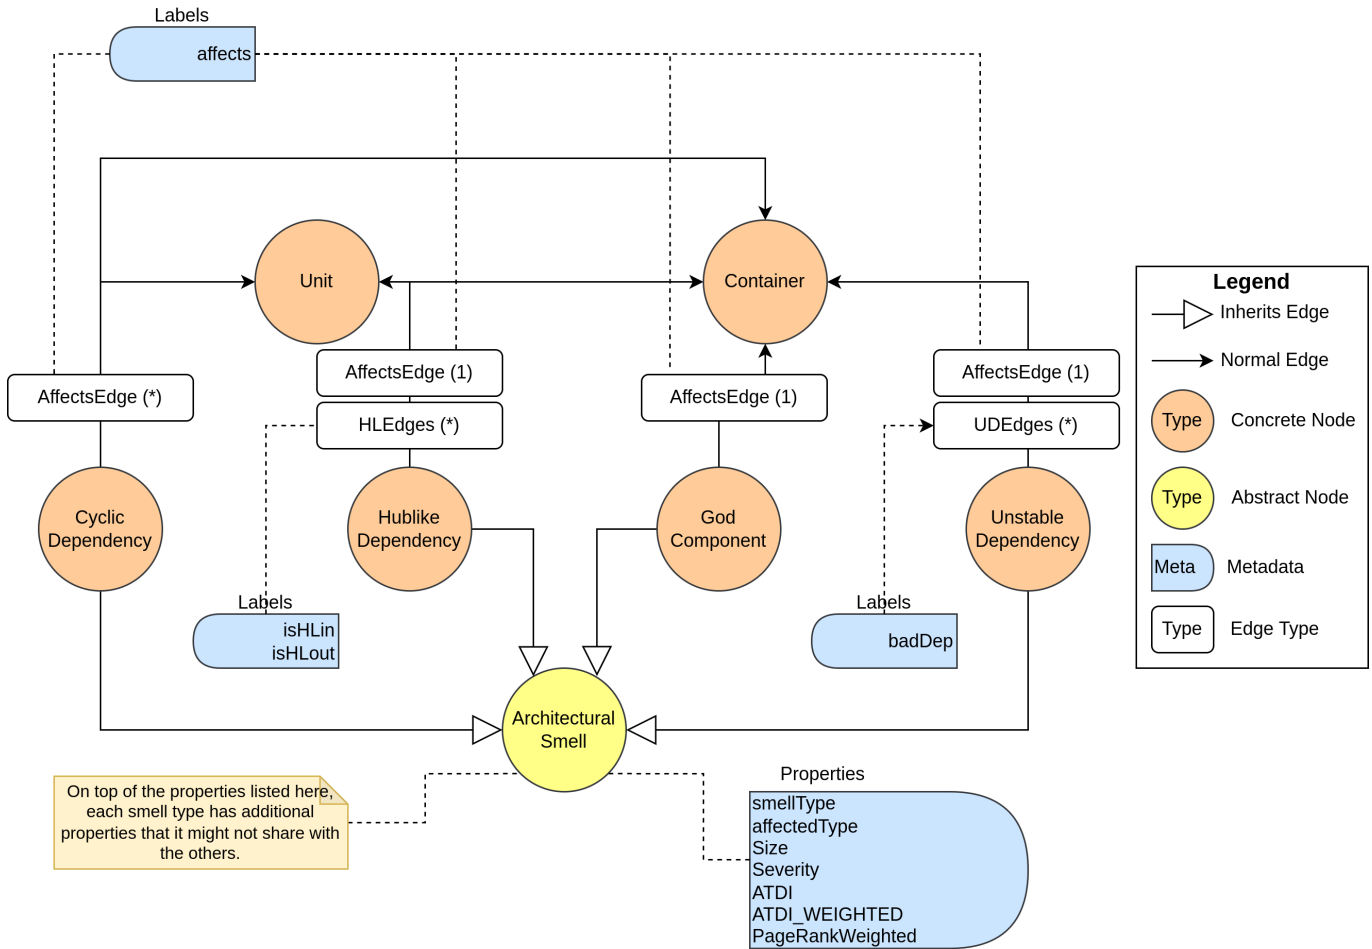 Labels
affects
Unit
Container
Legend
Inherits Edge
Normal Edge
Type
Concrete Node
Type
Abstract Node
Meta
Metadata
Type
Edge Type
AffectsEdge (*)
AffectsEdge (1)
HLEdges (*)
AffectsEdge (1)
AffectsEdge (1)
UDEdges (*)
Cyclic
Dependency
Hublike
Dependency
God
Component
Unstable
Dependency
Labels
isHLin
isHLout
Labels
badDep
Architectural
Smell
On top of the properties listed here,
each smell type has additional
properties that it might not share with
the others.
Properties
smellType
affectedType
Size
Severity
ATDI
ATDI_WEIGHTED
PageRankWeighted